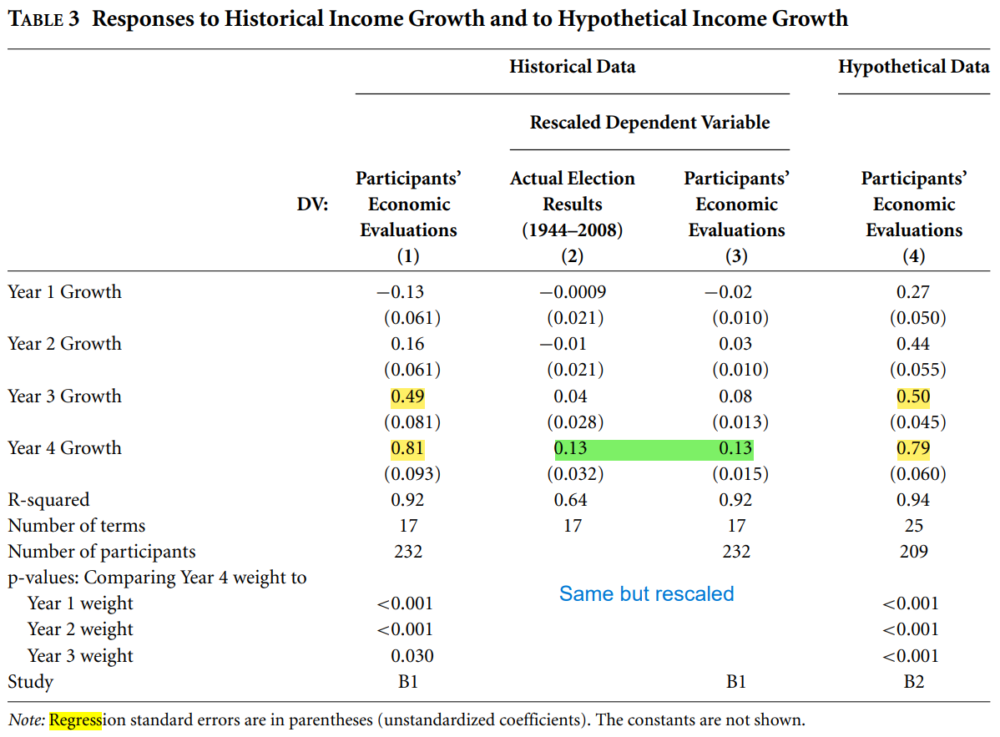 TABLE 3 Responses to Historical Income Growth and to Hypothetical Income Growth
Historical Data Hypothetical Data
Rescaled Dependent Variable
Participants’ Actual Election Participants’ Participants’
DV: Economic Results Economic Economic
Evaluations (1944–2008) Evaluations Evaluations
(1) (2) (3) (4)
Year 1 Growth −0.13 −0.0009 −0.02 0.27
(0.061) (0.021) (0.010) (0.050)
Year 2 Growth 0.16 −0.01 0.03 0.44
(0.061) (0.021) (0.010) (0.055)
Year 3 Growth 0.49 0.04 0.08 0.50
(0.081) (0.028) (0.013) (0.045)
Year 4 Growth 0.81 0.13 0.13 0.79
(0.093) (0.032) (0.015) (0.060)
R-squared 0.92 0.64 0.92 0.94
Number of terms 17 17 17 25
Number of participants 232 232 209
p-values: Comparing Year 4 weight to
Same but rescaled
Year 1 weight <0.001 <0.001
Year 2 weight <0.001 <0.001
Year 3 weight 0.030 <0.001
Study B1 B1 B2
Note: Regression standard errors are in parentheses (unstandardized coefficients). The constants are not shown.